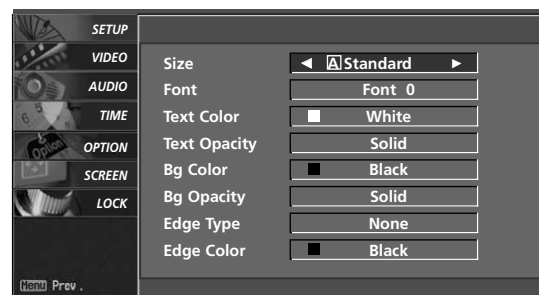 SETUP
VIDEO
AUDIO
TIME
OPTION
SCREEN
LOCK
Menu Prev.
Size ◄ A Standard ►
Font Font 0
Text Color White
Text Opacity Solid
Bg Color Black
Bg Opacity Solid
Edge Type None
Edge Color Black
Option